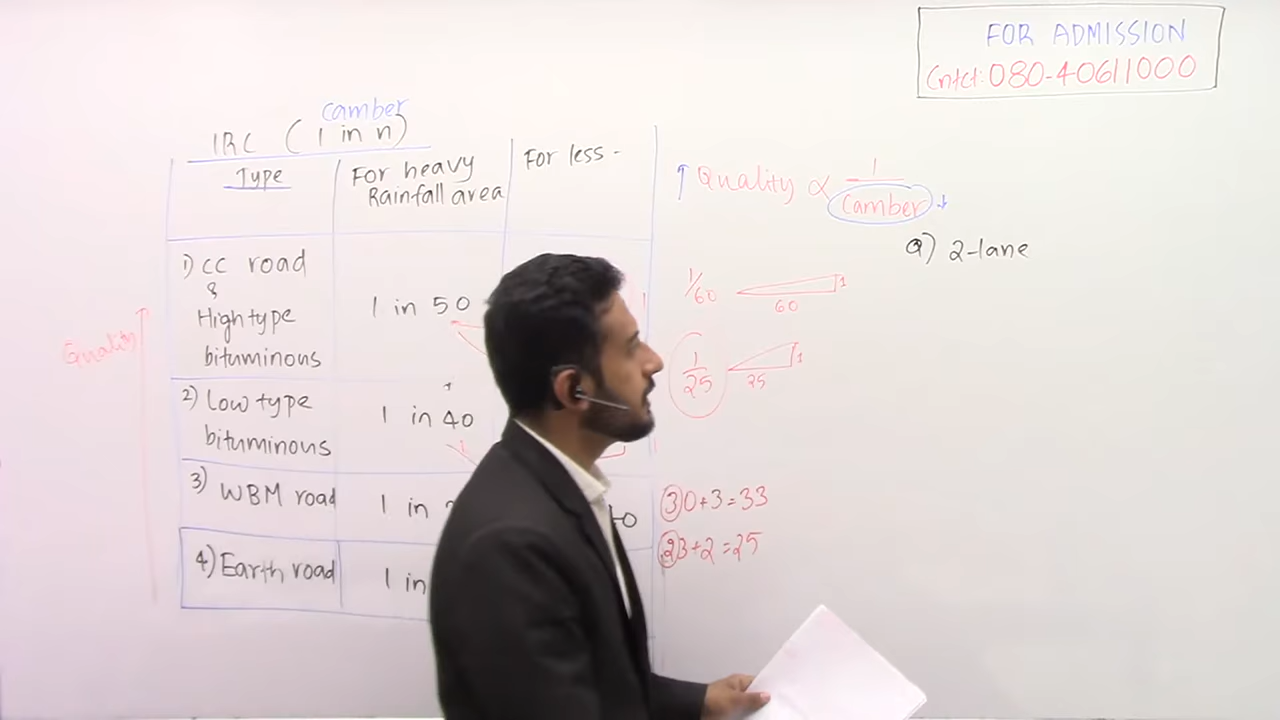 FOR ADMISSION
Cntct: 080-40611000
Camber
IRC ( 1 in n)
Type
For heavy
Rainfall area
For less -
1) CC road
&
High type
bituminous
1 in 50
2) Low type
bituminous
1 in 40
3) WBM road
1 in
4) Earth road
1 in
Quality
↑ Quality ∝ 1/Camber ↓
1/60
1
60
1/25
1
25
30+3=33
23+2=25
Q) 2-lane